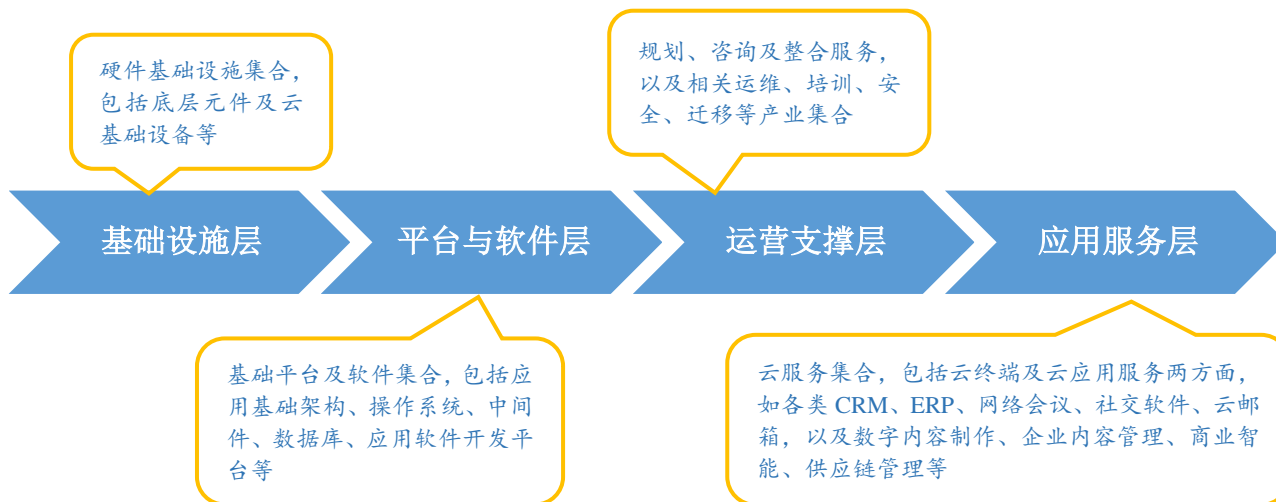 硬件基础设施集合，
包括底层元件及云
基础设备等
规划、咨询及整合服务，
以及相关运维、培训、安
全、迁移等产业集合
基础设施层
平台与软件层
运营支撑层
应用服务层
基础平台及软件集合，包括应
用基础架构、操作系统、中间
件、数据库、应用软件开发平
台等
云服务集合，包括云终端及云应用服务两方面，
如各类 CRM、ERP、网络会议、社交软件、云邮
箱，以及数字内容制作、企业内容管理、商业智
能、供应链管理等